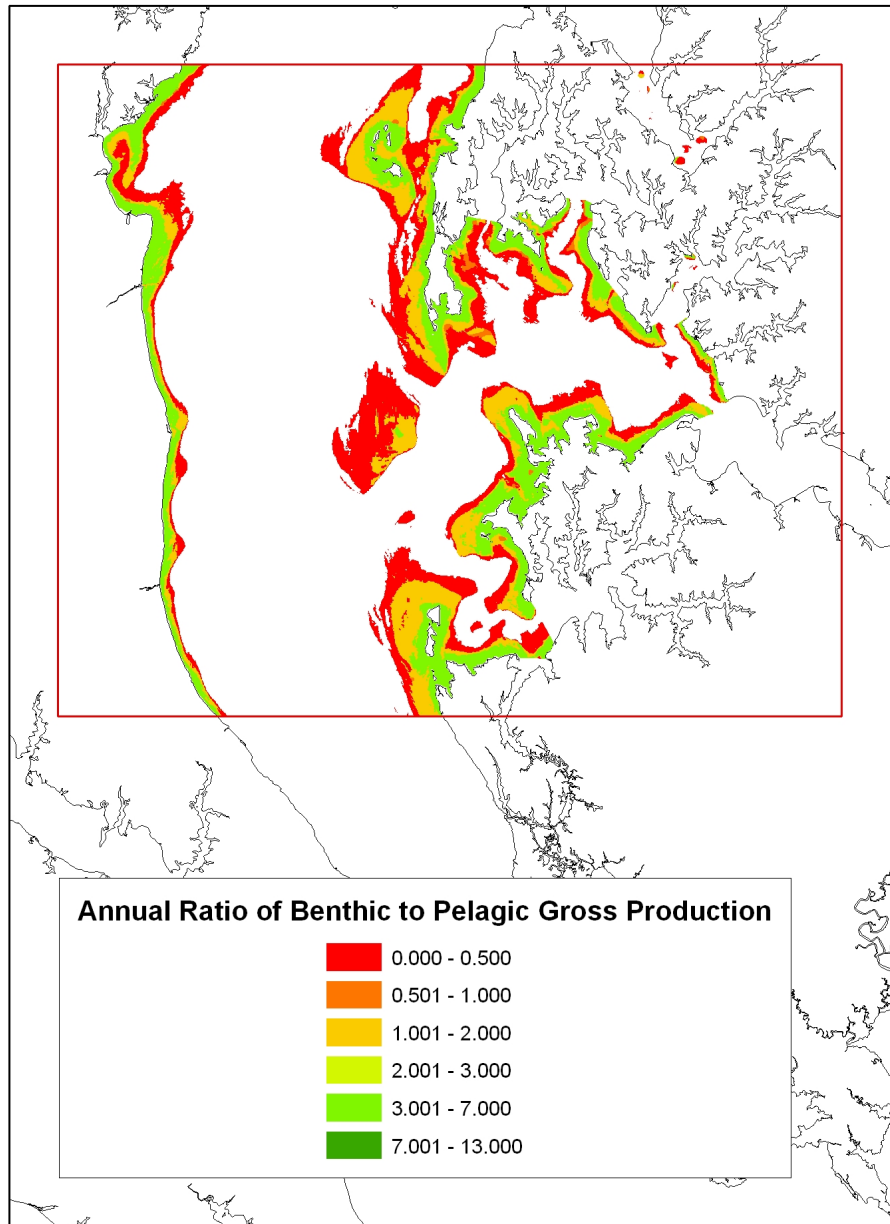 Annual Ratio of Benthic to Pelagic Gross Production
0.000 - 0.500
0.501 - 1.000
1.001 - 2.000
2.001 - 3.000
3.001 - 7.000
7.001 - 13.000